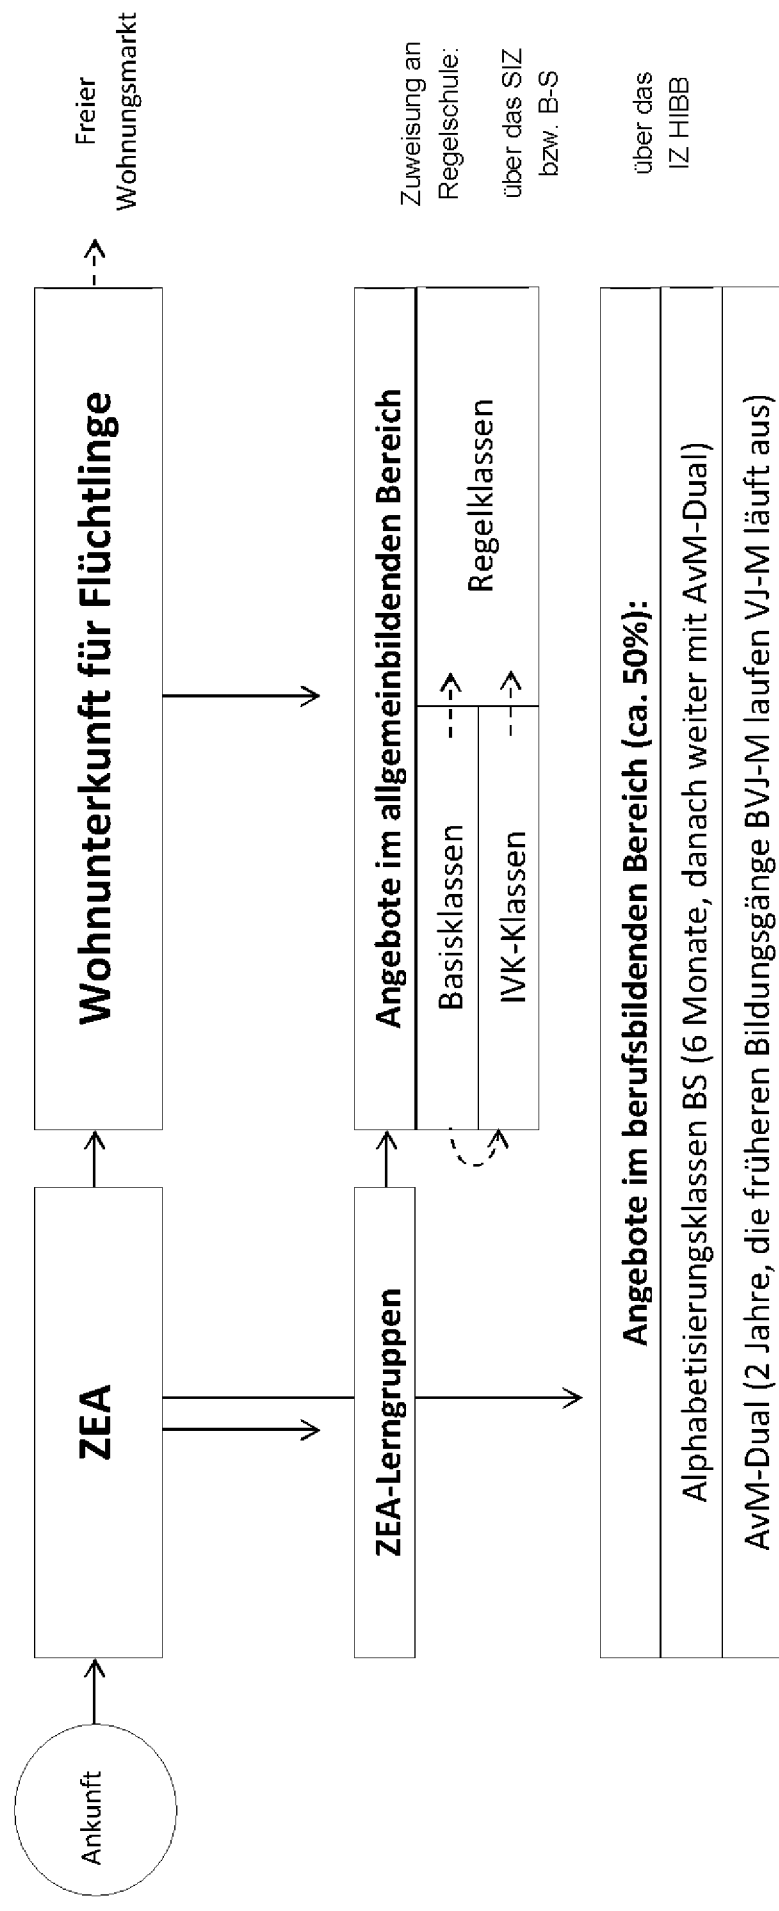 Ankunft
ZEA
Wohnunterkunft für Flüchtlinge
Freier
Wohnungsmarkt
ZEA-Lerngruppen
Angebote im allgemeinbildenden Bereich
Basisklassen
IVK-Klassen
Regelklassen
Zuweisung an
Regelschule:
über das SIZ
bzw. B-S
Angebote im berufsbildenden Bereich (ca. 50%):
Alphabetisierungsklassen BS (6 Monate, danach weiter mit AvM-Dual)
AvM-Dual (2 Jahre, die früheren Bildungsgänge BVJ-M laufen VJ-M läuft aus)
über das
IZ HIBB